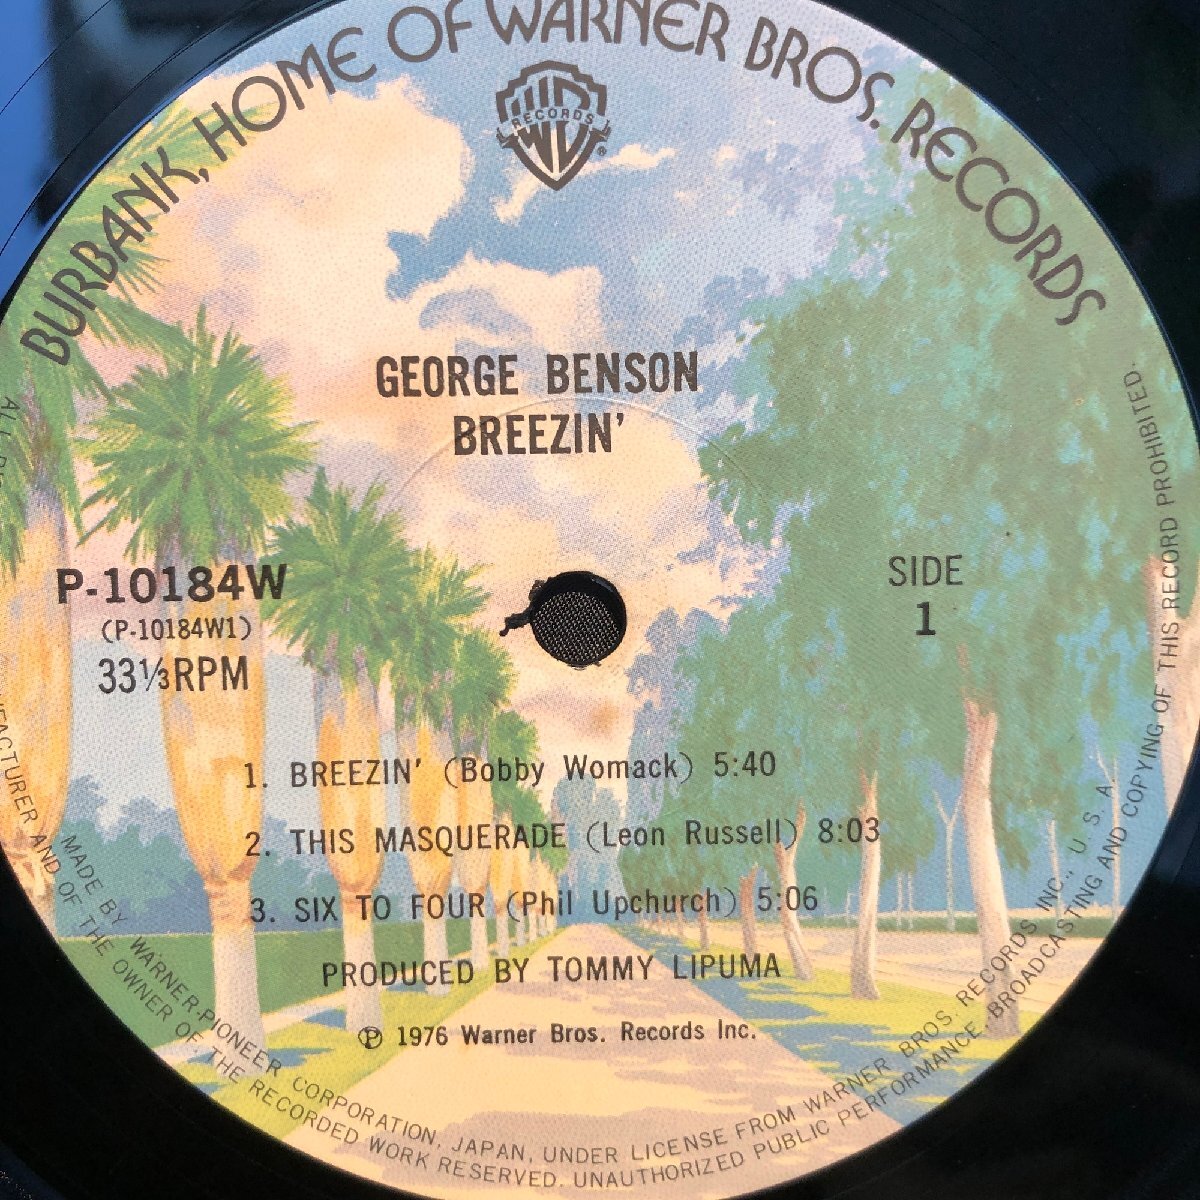 BURBANK, HOME OF WARNER BROS. RECORDS
W B
RECORDS
®
GEORGE BENSON
BREEZIN'
P-10184W
(P-10184W1)
33⅓RPM
SIDE
1
1. BREEZIN' (Bobby Womack) 5:40
2. THIS MASQUERADE (Leon Russell) 8:03
3. SIX TO FOUR (Phil Upchurch) 5:06
PRODUCED BY TOMMY LIPUMA
℗ 1976 Warner Bros. Records Inc.
MADE BY WARNER-PIONEER CORPORATION, JAPAN, UNDER LICENSE FROM WARNER BROS. RECORDS INC., U. S. A.
AND OF THE OWNER OF THE RECORDED WORK RESERVED. UNAUTHORIZED PUBLIC PERFORMANCE, BROADCASTING AND COPYING OF THIS RECORD PROHIBITED.